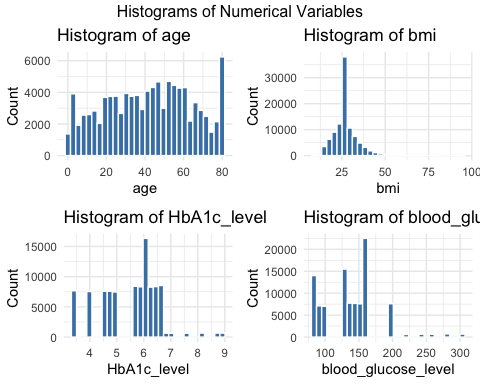 Histograms of Numerical Variables
Histogram of age
Count
6000
4000
2000
0
0 20 40 60 80
age
Histogram of bmi
Count
30000
20000
10000
0
25 50 75 100
bmi
Histogram of HbA1c_level
Count
15000
10000
5000
0
4 5 6 7 8 9
HbA1c_level
Histogram of blood_glu
Count
20000
15000
10000
5000
0
100 150 200 250 300
blood_glucose_level